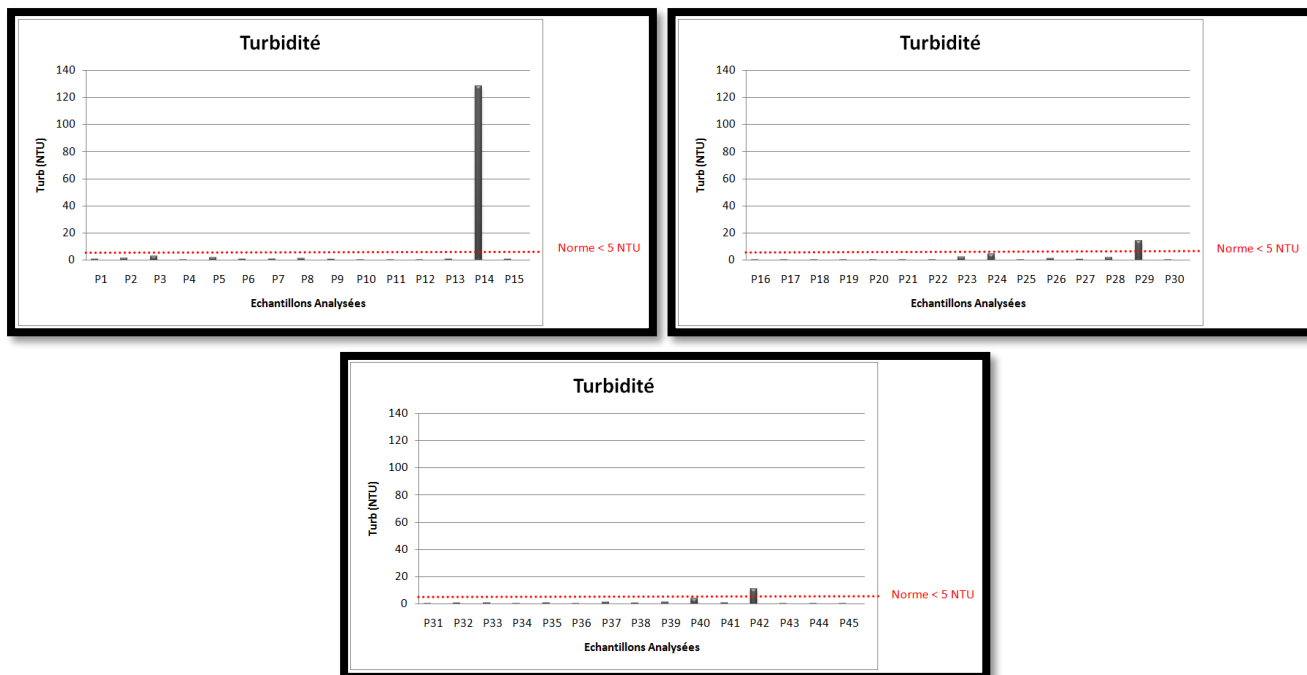 Turbidité
140
120
100
80
60
40
20
0
Turb (NTU)
Norme < 5 NTU
P1 P2 P3 P4 P5 P6 P7 P8 P9 P10 P11 P12 P13 P14 P15
Echantillons Analysées
Turbidité
140
120
100
80
60
40
20
0
Turb (NTU)
Norme < 5 NTU
P16 P17 P18 P19 P20 P21 P22 P23 P24 P25 P26 P27 P28 P29 P30
Echantillons Analysées
Turbidité
140
120
100
80
60
40
20
0
Turb (NTU)
Norme < 5 NTU
P31 P32 P33 P34 P35 P36 P37 P38 P39 P40 P41 P42 P43 P44 P45
Echantillons Analysées